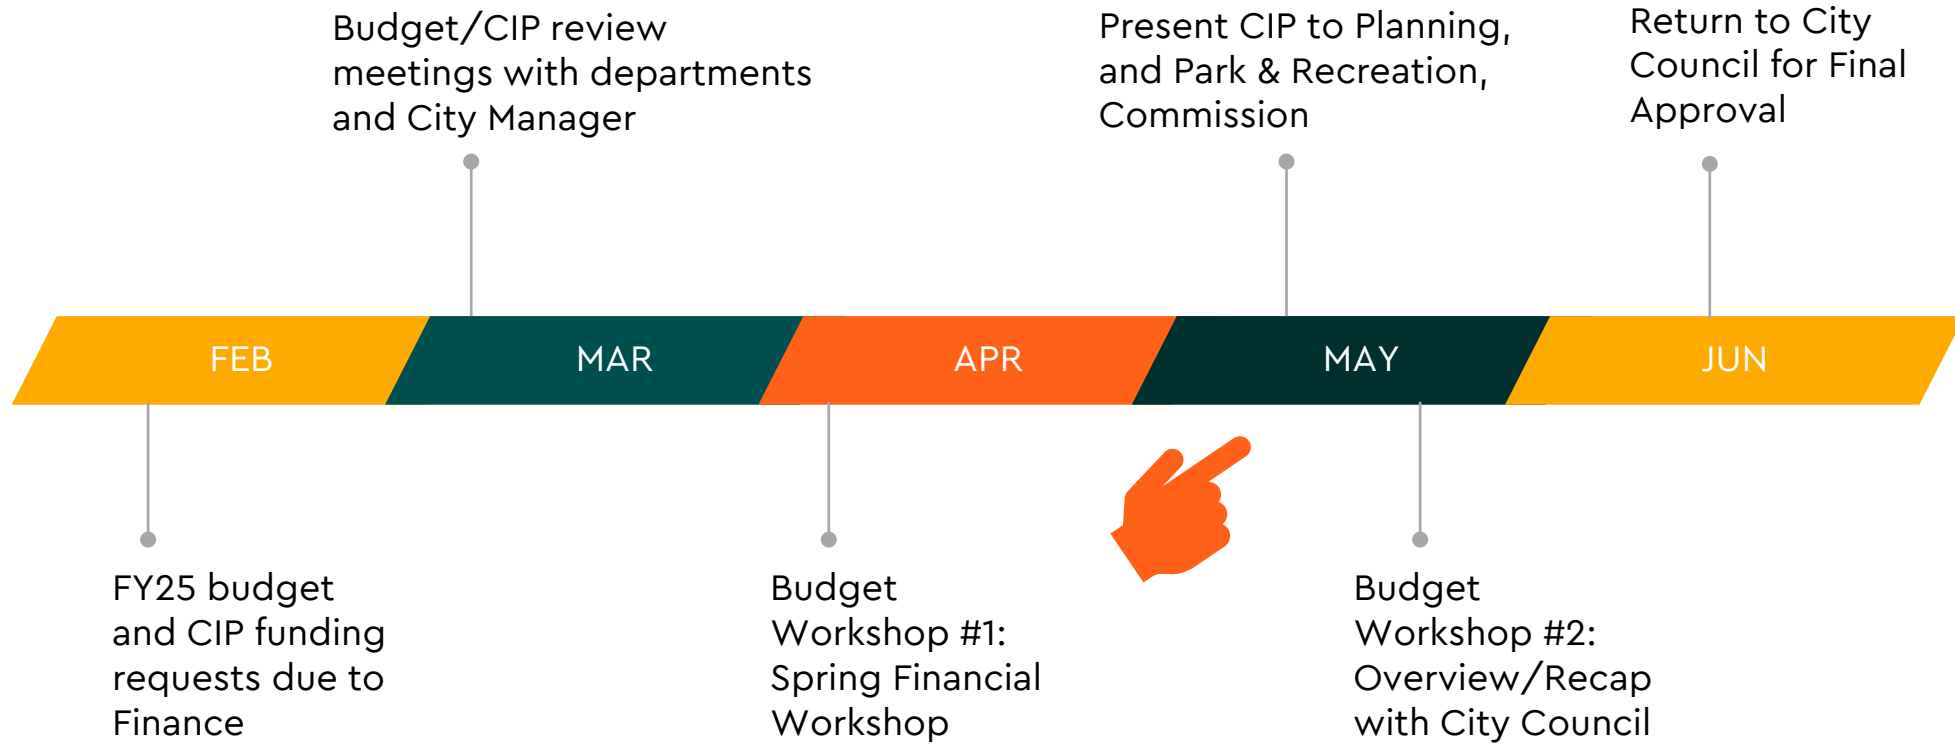 Budget/CIP review
meetings with departments
and City Manager
Present CIP to Planning,
and Park & Recreation,
Commission
Return to City
Council for Final
Approval
FEB
MAR
APR
MAY
JUN
FY25 budget
and CIP funding
requests due to
Finance
Budget
Workshop #1:
Spring Financial
Workshop
Budget
Workshop #2:
Overview/Recap
with City Council